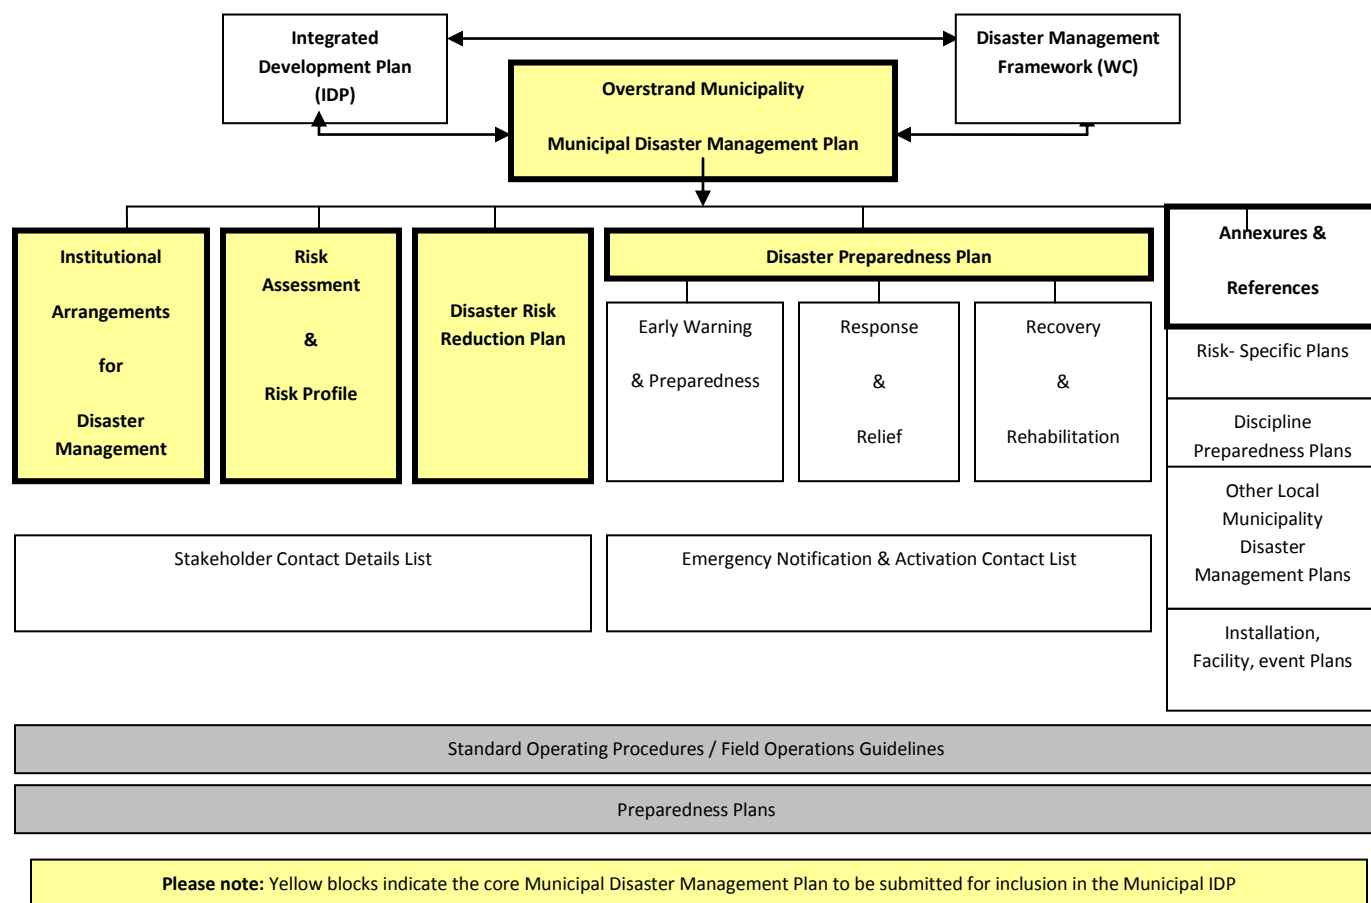 Integrated
Development Plan
(IDP)
Disaster Management
Framework (WC)
Overstrand Municipality
Municipal Disaster Management Plan
Institutional
Arrangements
for
Disaster
Management
Risk
Assessment
&
Risk Profile
Disaster Risk
Reduction Plan
Disaster Preparedness Plan
Early Warning
& Preparedness
Response
&
Relief
Recovery
&
Rehabilitation
Annexures &
References
Risk- Specific Plans
Discipline
Preparedness Plans
Other Local
Municipality
Disaster
Management Plans
Installation,
Facility, event Plans
Stakeholder Contact Details List
Emergency Notification & Activation Contact List
Standard Operating Procedures / Field Operations Guidelines
Preparedness Plans
Please note: Yellow blocks indicate the core Municipal Disaster Management Plan to be submitted for inclusion in the Municipal IDP